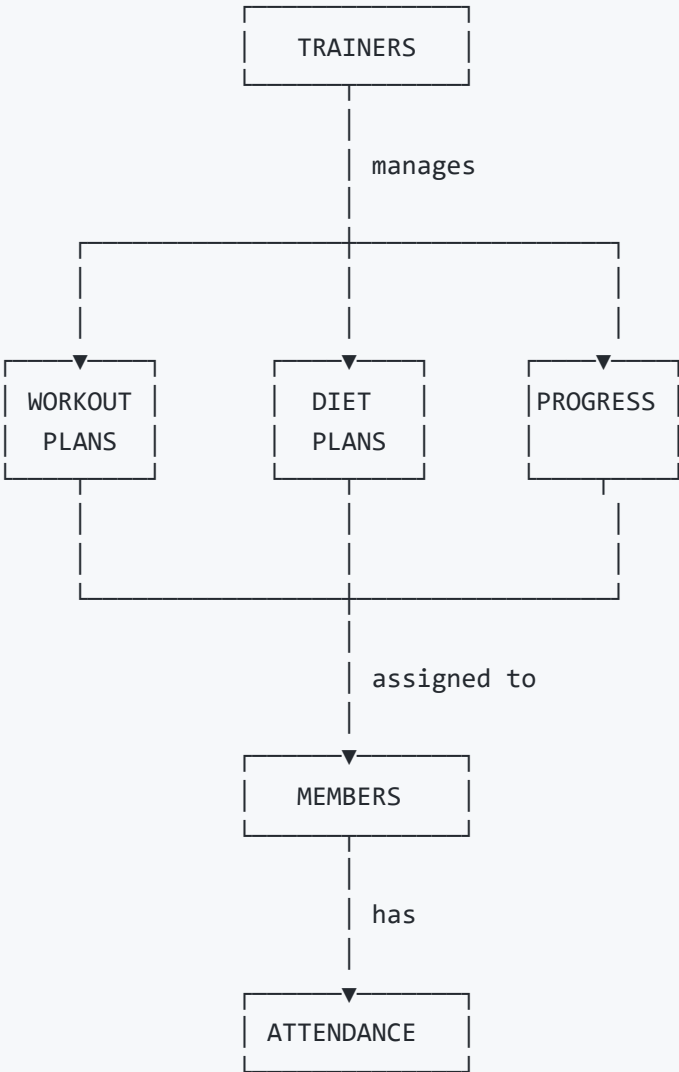 TRAINERS
manages
WORKOUT
PLANS
DIET
PLANS
PROGRESS
assigned to
MEMBERS
has
ATTENDANCE